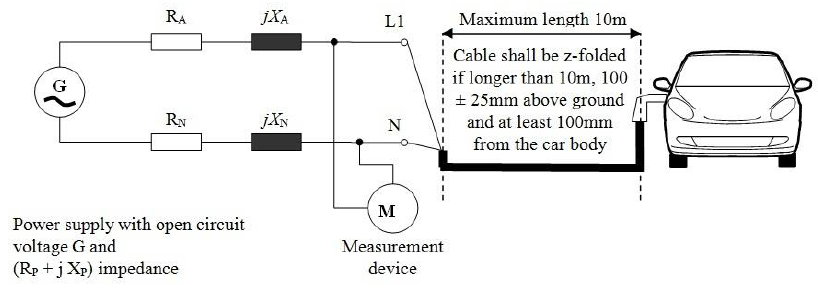 RA
jXA
L1
Maximum length 10m
Cable shall be z-folded
if longer than 10m, 100
± 25mm above ground
and at least 100mm
from the car body
G
RN
jXN
N
M
Measurement
device
Power supply with open circuit
voltage G and
(RP + j XP) impedance